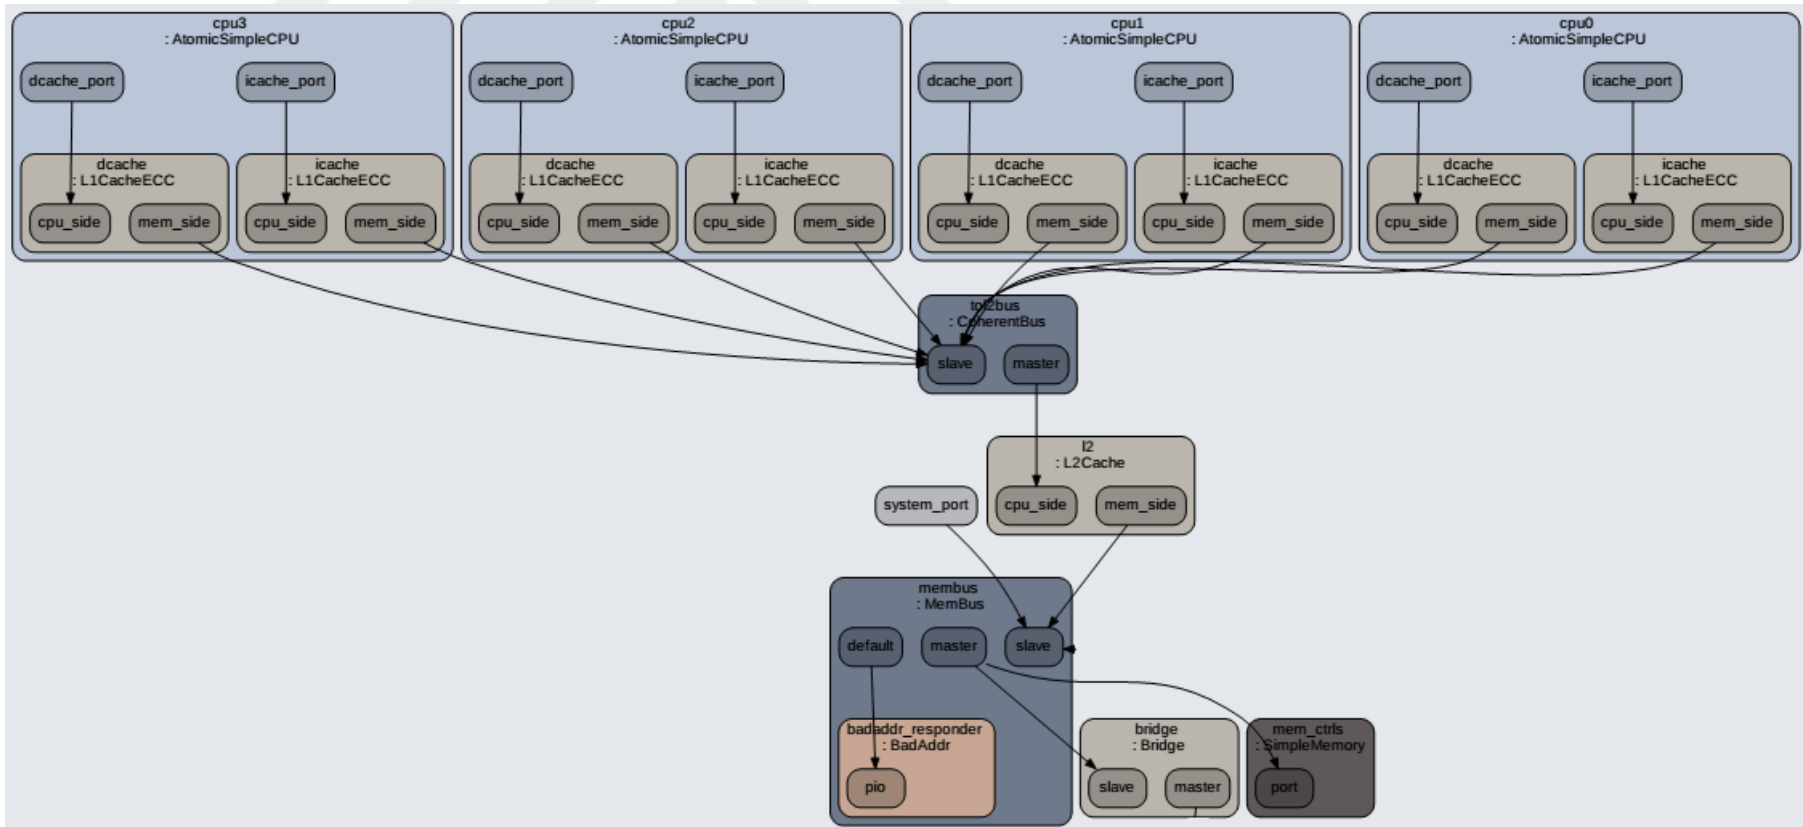 cpu3
: AtomicSimpleCPU
dcache_port
icache_port
dcache
: L1CacheECC
cpu_side
mem_side
icache
: L1CacheECC
cpu_side
mem_side
cpu2
: AtomicSimpleCPU
dcache_port
icache_port
dcache
: L1CacheECC
cpu_side
mem_side
icache
: L1CacheECC
cpu_side
mem_side
cpu1
: AtomicSimpleCPU
dcache_port
icache_port
dcache
: L1CacheECC
cpu_side
mem_side
icache
: L1CacheECC
cpu_side
mem_side
cpu0
: AtomicSimpleCPU
dcache_port
icache_port
dcache
: L1CacheECC
cpu_side
mem_side
icache
: L1CacheECC
cpu_side
mem_side
tol2bus
: CoherentBus
slave
master
l2
: L2Cache
cpu_side
mem_side
system_port
membus
: MemBus
default
master
slave
badaddr_responder
: BadAddr
pio
bridge
: Bridge
slave
master
mem_ctrls
: SimpleMemory
port